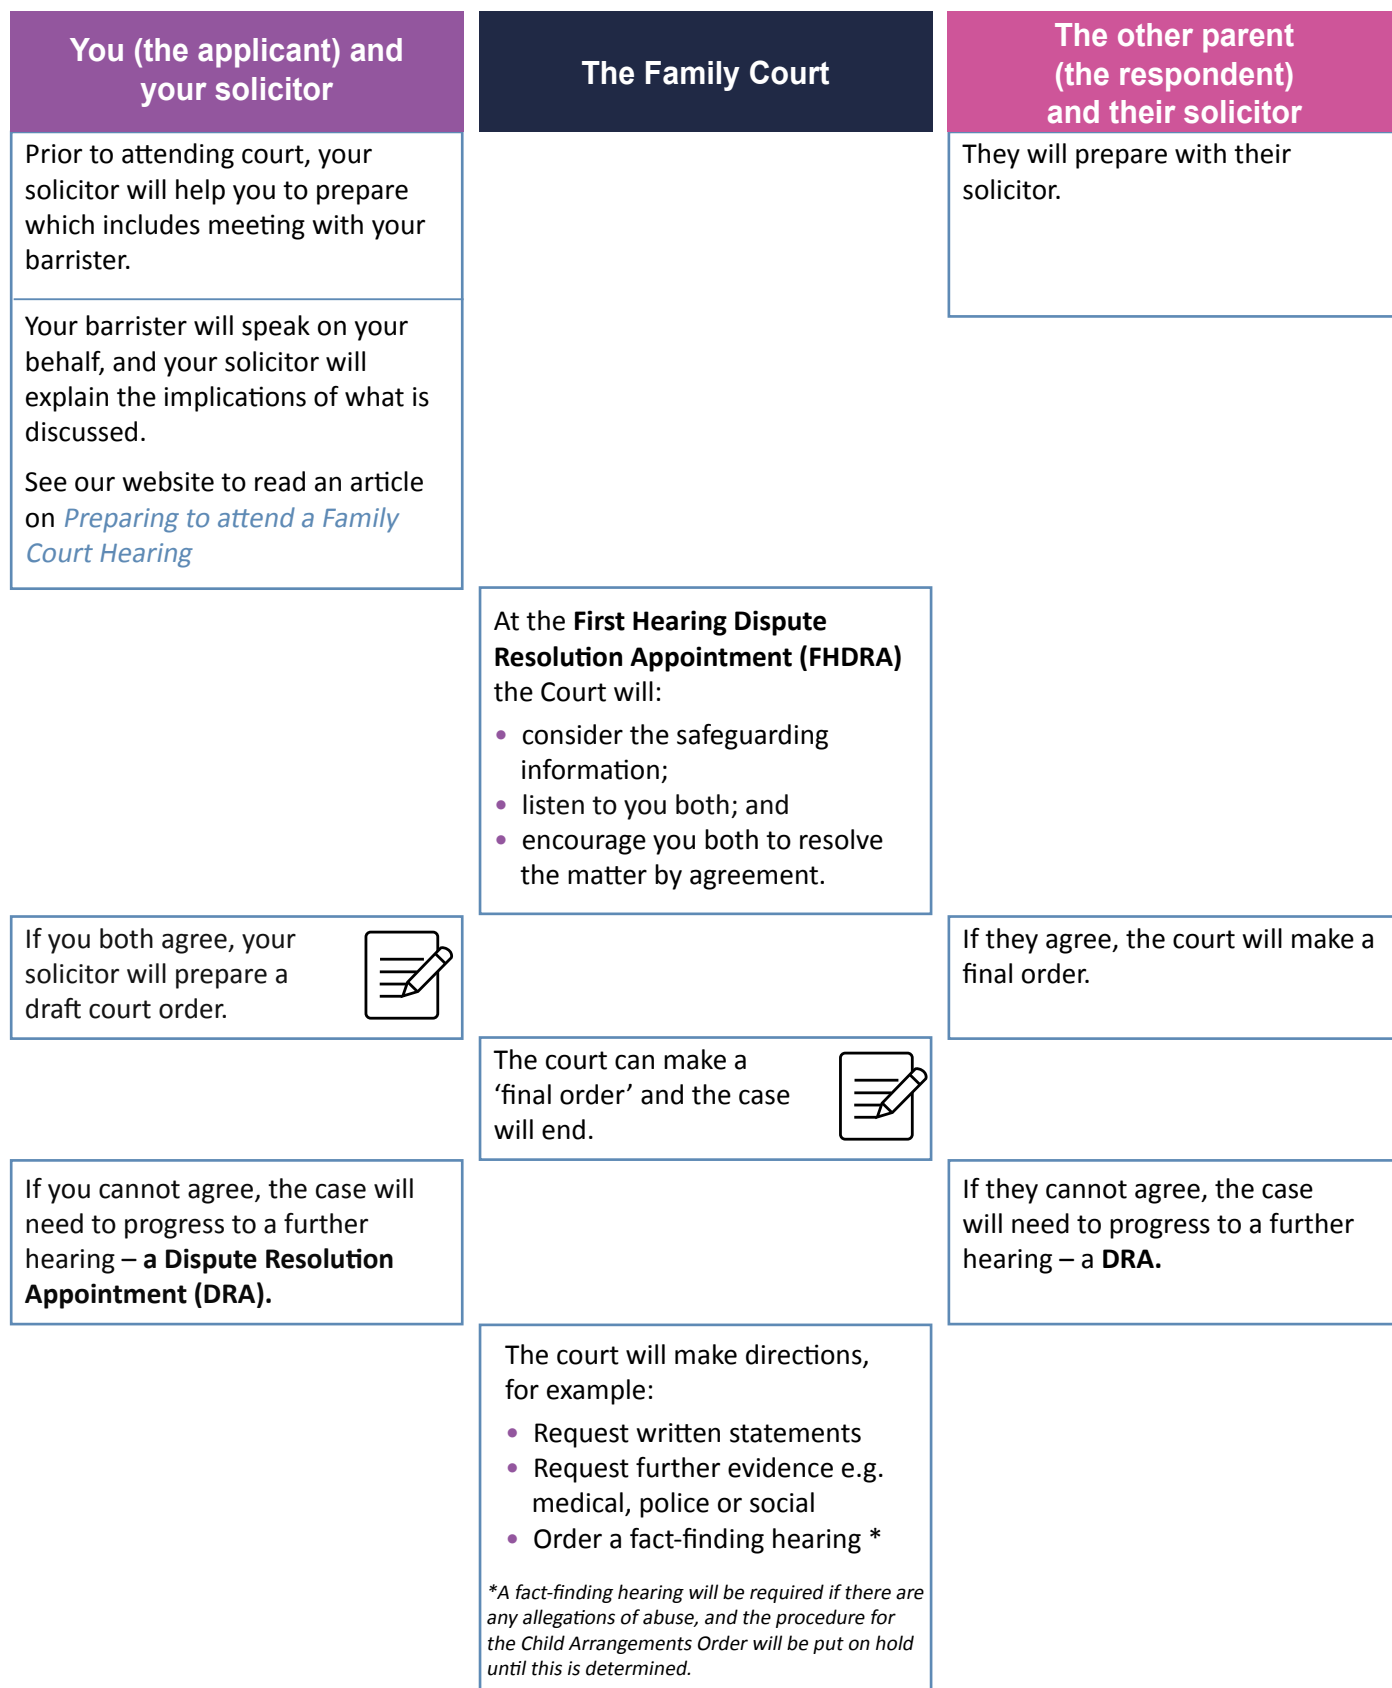 You (the applicant) and
your solicitor
The Family Court
The other parent
(the respondent)
and their solicitor
Prior to attending court, your
solicitor will help you to prepare
which includes meeting with your
barrister.
They will prepare with their
solicitor.
Your barrister will speak on your
behalf, and your solicitor will
explain the implications of what is
discussed.
See our website to read an article
on Preparing to attend a Family
Court Hearing
At the First Hearing Dispute
Resolution Appointment (FHDRA)
the Court will:
• consider the safeguarding
information;
• listen to you both; and
• encourage you both to resolve
the matter by agreement.
If you both agree, your
solicitor will prepare a
draft court order.
If they agree, the court will make a
final order.
The court can make a
‘final order’ and the case
will end.
If you cannot agree, the case will
need to progress to a further
hearing – a Dispute Resolution
Appointment (DRA).
If they cannot agree, the case
will need to progress to a further
hearing – a DRA.
The court will make directions,
for example:
• Request written statements
• Request further evidence e.g.
medical, police or social
• Order a fact-finding hearing *
*A fact-finding hearing will be required if there are
any allegations of abuse, and the procedure for
the Child Arrangements Order will be put on hold
until this is determined.